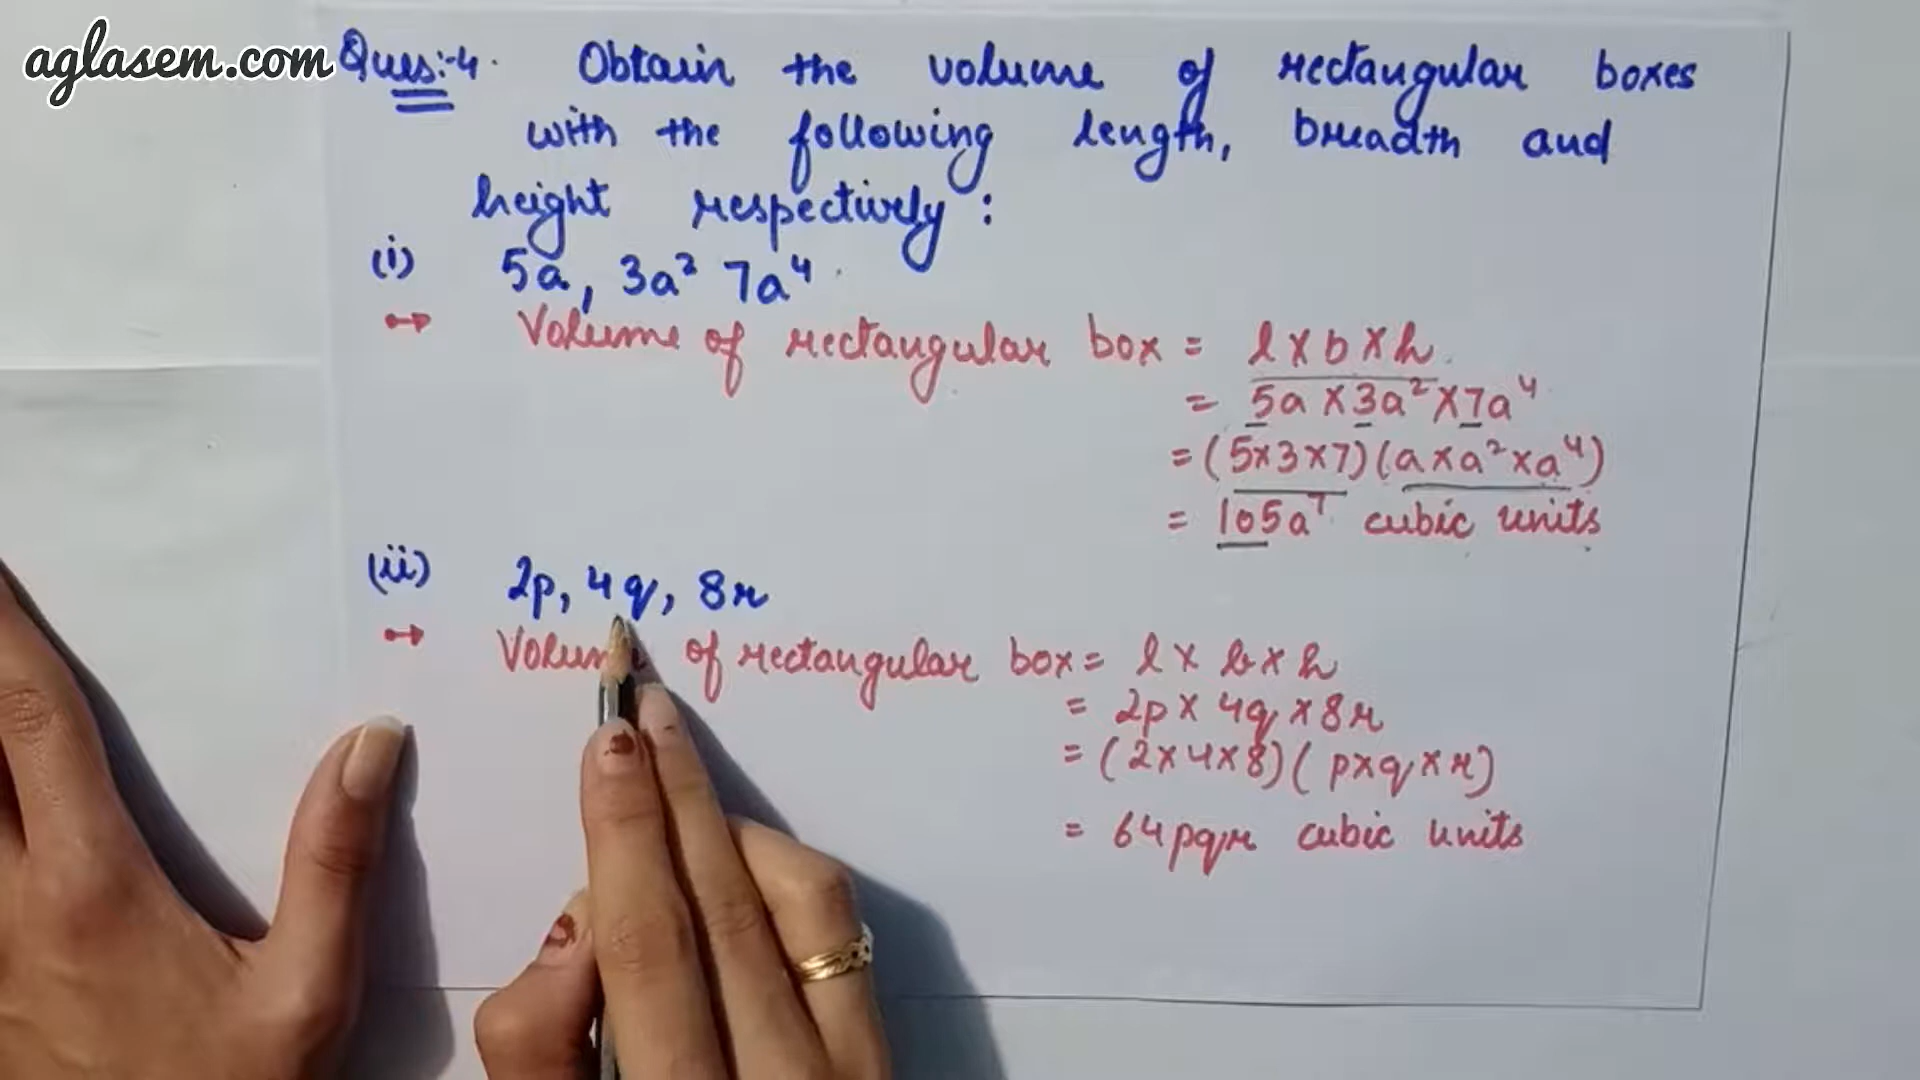 aglasem.com
Ques:-4. Obtain the volume of rectangular boxes
with the following length, breadth and
height respectively :
(i) 5a, 3a² 7a⁴
Volume of rectangular box = l × b × h
= 5a × 3a² × 7a⁴
= (5×3×7) (a×a²×a⁴)
= 105a⁷ cubic units
(ii) 2p, 4q, 8r
of rectangular box = l × b × h
= 2p × 4q × 8r
= (2×4×8) (p×q×r)
= 64pqr cubic units